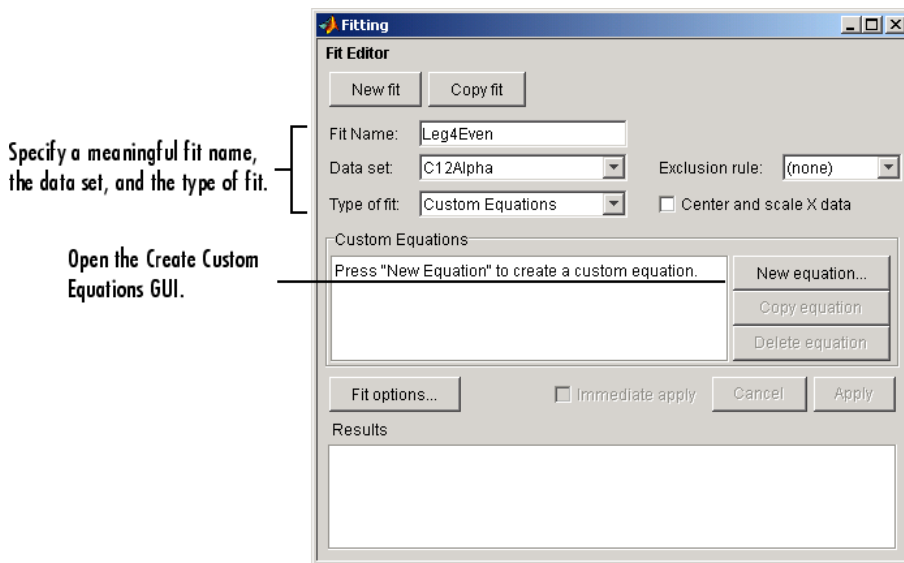 Fitting
Fit Editor
New fit
Copy fit
Specify a meaningful fit name,
the data set, and the type of fit.
Fit Name: Leg4Even
Data set: C12Alpha
Exclusion rule: (none)
Type of fit: Custom Equations
Center and scale X data
Open the Create Custom
Equations GUI.
Custom Equations
Press "New Equation" to create a custom equation.
New equation...
Copy equation
Delete equation
Fit options...
Immediate apply
Cancel
Apply
Results